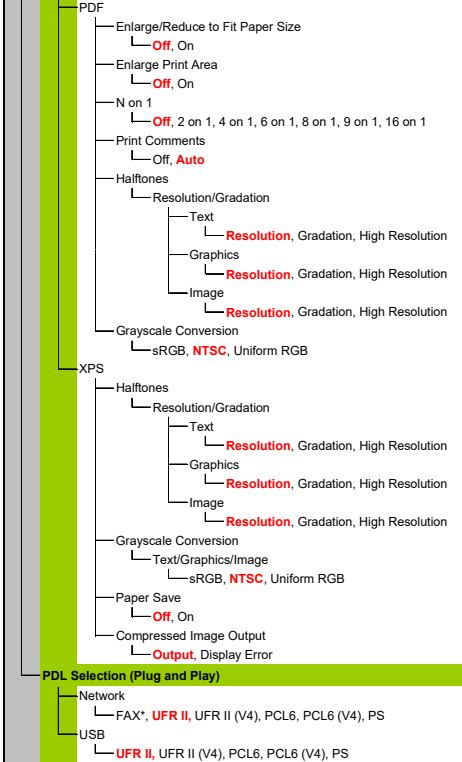 PDF
Enlarge/Reduce to Fit Paper Size
Off, On
Enlarge Print Area
Off, On
N on 1
Off, 2 on 1, 4 on 1, 6 on 1, 8 on 1, 9 on 1, 16 on 1
Print Comments
Off, Auto
Halftones
Resolution/Gradation
Text
Resolution, Gradation, High Resolution
Graphics
Resolution, Gradation, High Resolution
Image
Resolution, Gradation, High Resolution
Grayscale Conversion
sRGB, NTSC, Uniform RGB
XPS
Halftones
Resolution/Gradation
Text
Resolution, Gradation, High Resolution
Graphics
Resolution, Gradation, High Resolution
Image
Resolution, Gradation, High Resolution
Grayscale Conversion
Text/Graphics/Image
sRGB, NTSC, Uniform RGB
Paper Save
Off, On
Compressed Image Output
Output, Display Error
PDL Selection (Plug and Play)
Network
FAX*, UFR II, UFR II (V4), PCL6, PCL6 (V4), PS
USB
UFR II, UFR II (V4), PCL6, PCL6 (V4), PS